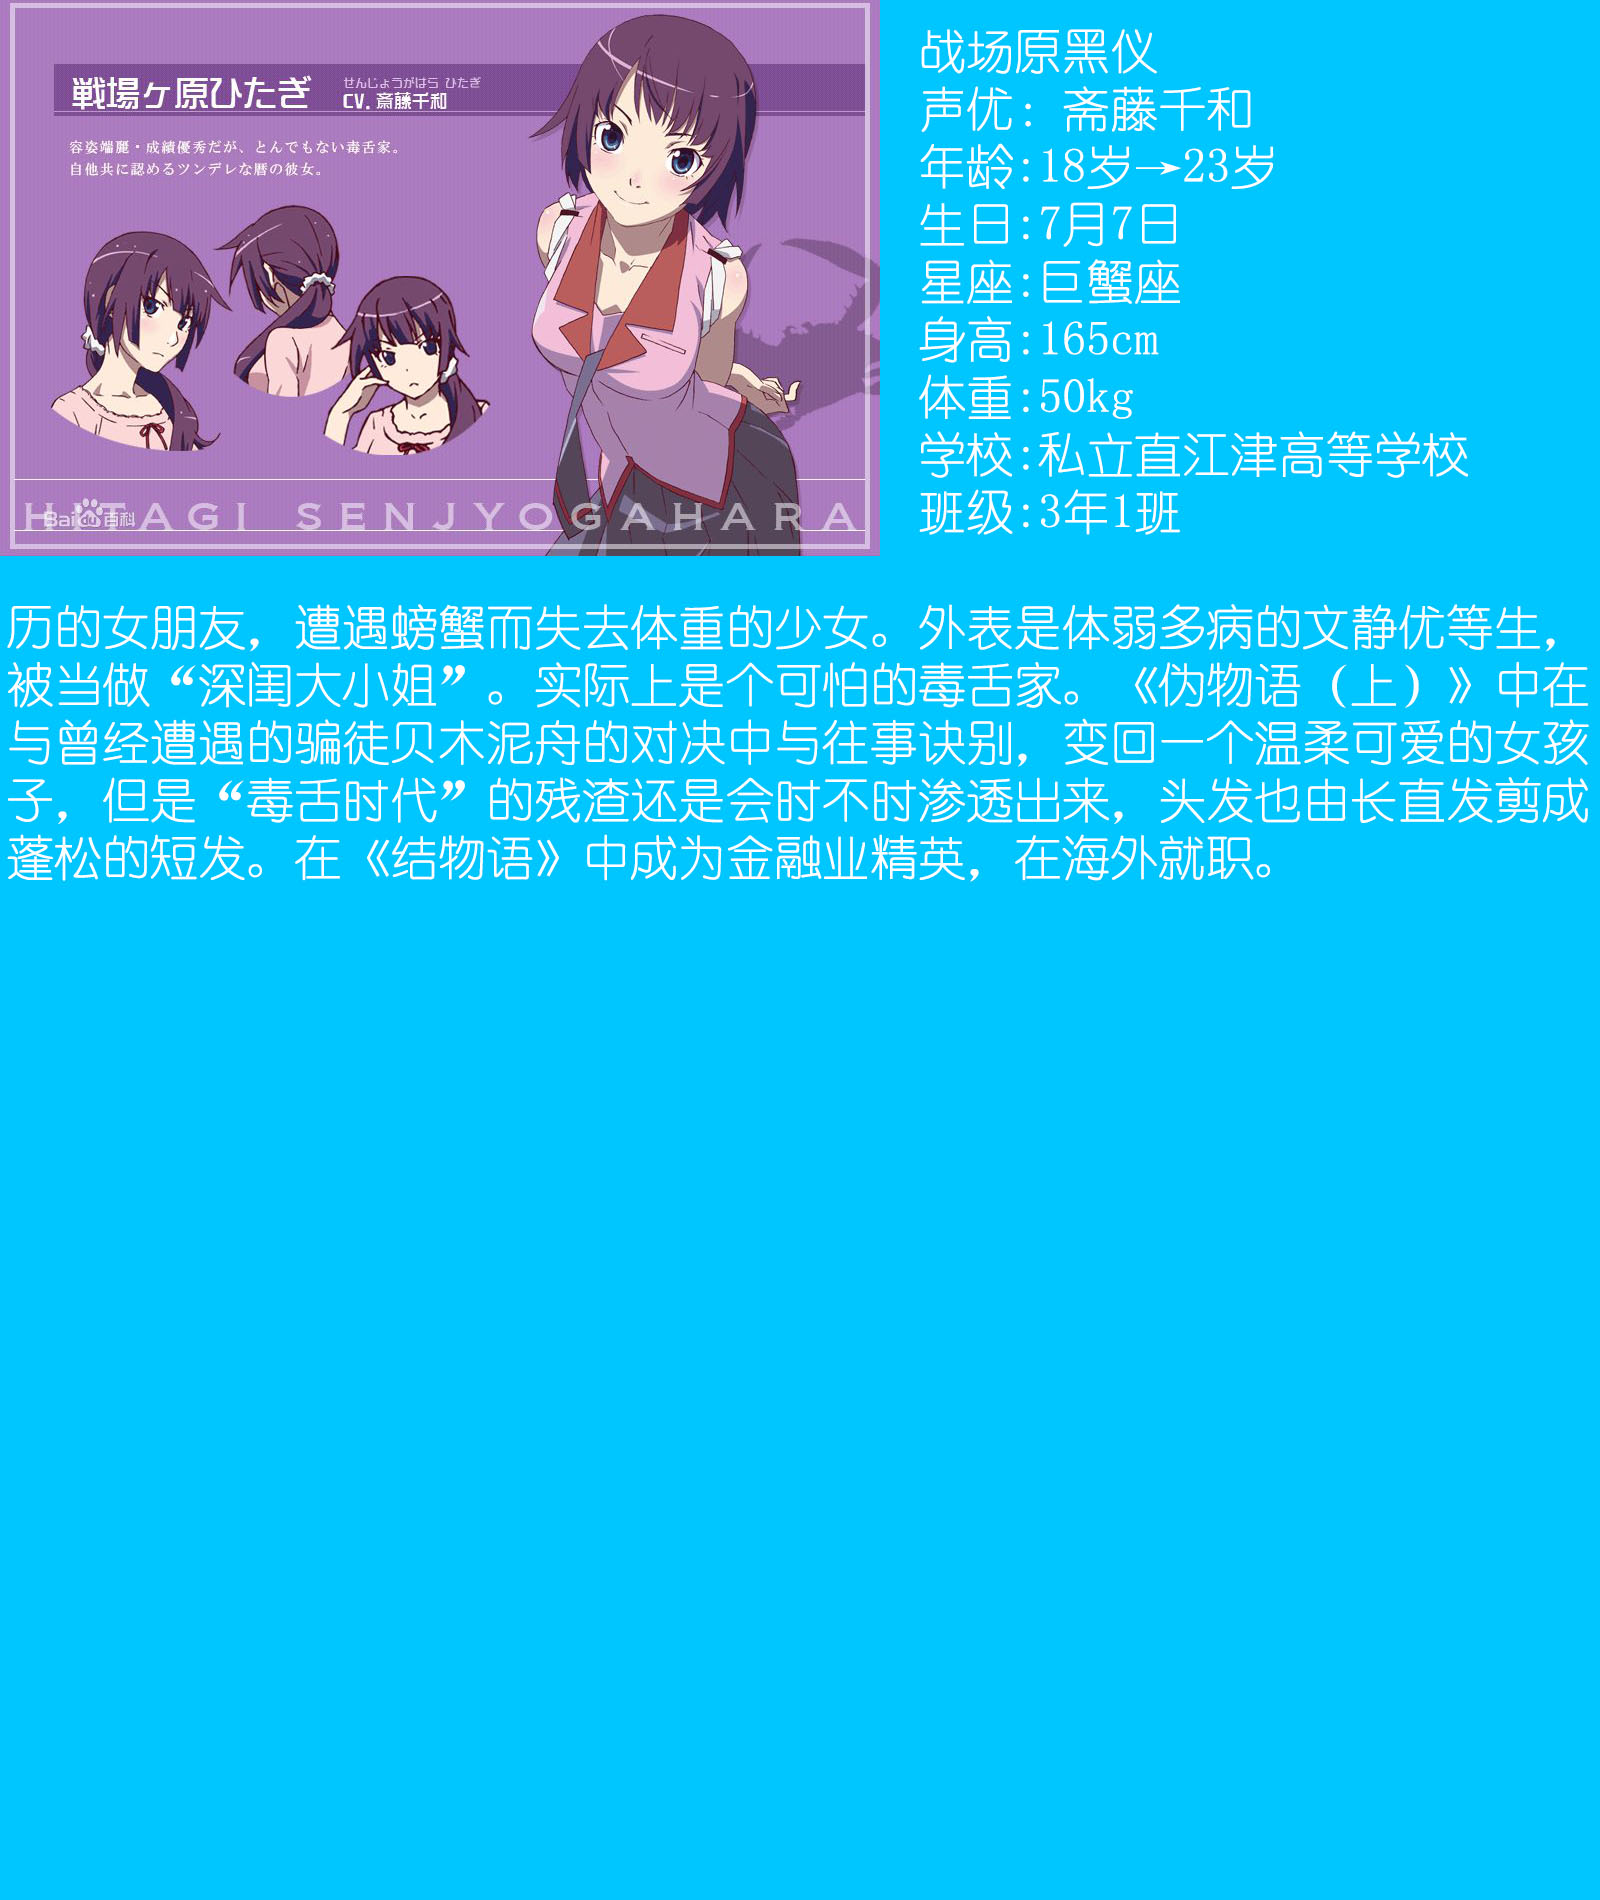 戦場ヶ原ひたぎ
せんじょうがはら ひたぎ
CV.斎藤千和
容姿端麗・成績優秀だが、とんでもない毒舌家。
自他共に認めるツンデレな暦の彼女。
HITAGI SENJYOGAHARA
Baidu百科
战场原黑仪
声优: 斋藤千和
年龄:18岁→23岁
生日:7月7日
星座:巨蟹座
身高:165cm
体重:50kg
学校:私立直江津高等学校
班级:3年1班
历的女朋友，遭遇螃蟹而失去体重的少女。外表是体弱多病的文静优等生，
被当做“深闺大小姐”。实际上是个可怕的毒舌家。《伪物语（上）》中在
与曾经遭遇的骗徒贝木泥舟的对决中与往事诀别，变回一个温柔可爱的女孩
子，但是“毒舌时代”的残渣还是会时不时渗透出来，头发也由长直发剪成
蓬松的短发。在《结物语》中成为金融业精英，在海外就职。